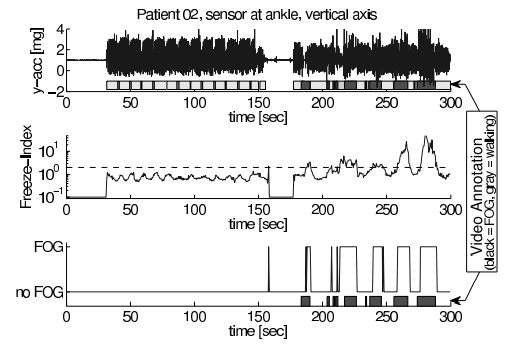 Patient 02, sensor at ankle, vertical axis
y-acc [mg]
4
2
0
-2
0 50 100 150 200 250 300
time [sec]
Freeze-Index
10^1
10^0
10^-1
0 50 100 150 200 250 300
time [sec]
FOG
no FOG
0 50 100 150 200 250 300
time [sec]
Video Annotation
(black = FOG, gray = walking)